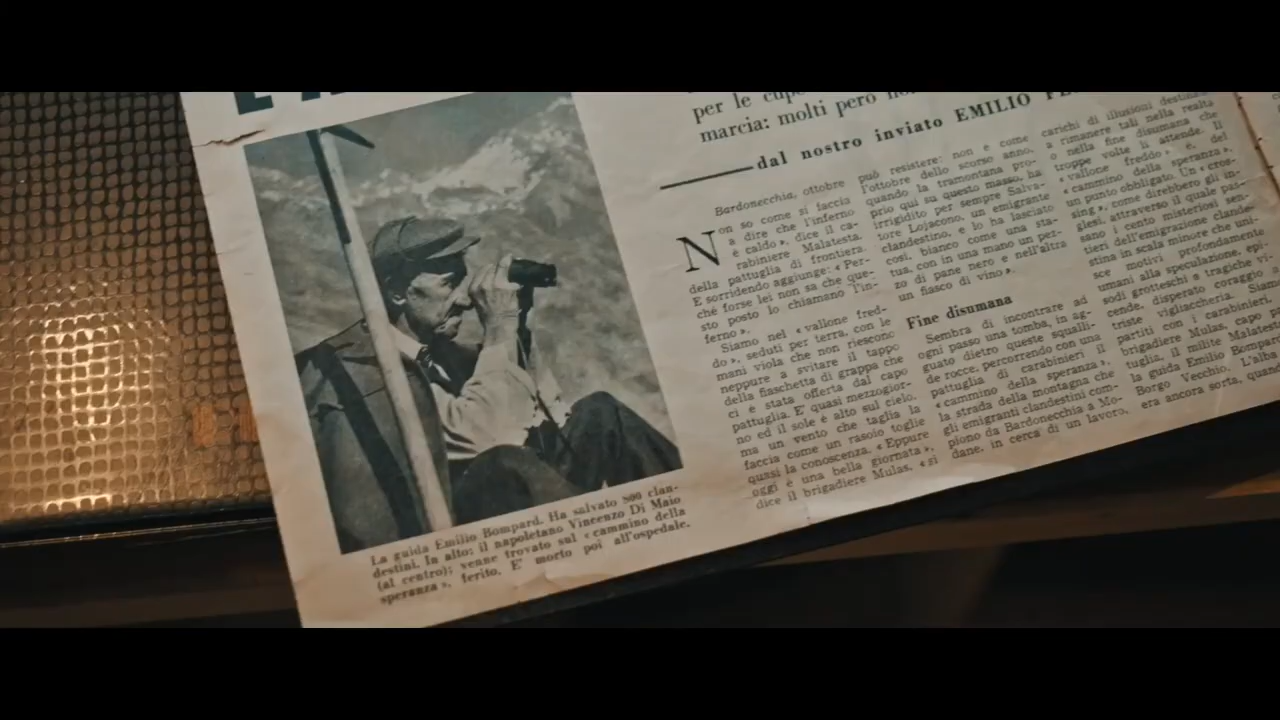 per le cupe
marcia: molti però no
dal nostro inviato EMILIO
La guida Emilio Bompard. Ha salvato 800 clan-
destini. In alto: il napoletano Vincenzo Di Maio
(al centro); venne trovato sul « cammino della
speranza », ferito. E' morto poi all'ospedale.
Bardonecchia, ottobre
Non so come si faccia
a dire che l'inferno
è caldo », dice il ca-
rabiniere Malatesta,
della pattuglia di frontiera.
E sorridendo aggiunge: « Per-
ché forse lei non sa che que-
sto posto lo chiamano l'in-
ferno ».
Siamo nel « vallone fred-
do », seduti per terra, con le
mani viola che non riescono
neppure a svitare il tappo
della fiaschetta di grappa che
ci è stata offerta dal capo
pattuglia. E' quasi mezzogior-
no ed il sole è alto sul cielo,
ma un vento che taglia la
faccia come un rasoio toglie
quasi la conoscenza. « Eppure
oggi è una bella giornata »,
dice il brigadiere Mulas, « si
può resistere: non è come
l'ottobre dello scorso anno,
quando la tramontana pro-
prio qui su questo masso, ha
irrigidito per sempre Salva-
tore Lojacono, un emigrante
clandestino, e lo ha lasciato
così, bianco come una sta-
tua, con in una mano un pez-
zo di pane nero e nell'altra
un fiasco di vino ».
Fine disumana
Sembra di incontrare ad
ogni passo una tomba, in ag-
guato dietro queste squalli-
de rocce, percorrendo con una
pattuglia di carabinieri il
« cammino della speranza »,
la strada della montagna che
gli emigranti clandestini com-
piono da Bardonecchia a Mo-
dane, in cerca di un lavoro,
carichi di illusioni destinate
a rimanere tali nella realtà
o nella fine disumana che
troppe volte li attende. Il
« vallone freddo » è, del
« cammino della speranza »,
un punto obbligato. Un « cros-
sing », come direbbero gli in-
glesi, attraverso il quale pas-
sano i cento misteriosi sen-
tieri dell'emigrazione clande-
stina in scala minore che uni-
sce motivi profondamente
umani alla speculazione, epi-
sodi grotteschi a tragiche vi-
cende, disperato coraggio a
triste vigliaccheria. Siamo
partiti con i carabinieri, il
brigadiere Mulas, capo pat-
tuglia, il milite Malatesta,
la guida Emilio Bompard
Borgo Vecchio. L'alba
era ancora sorta, quando